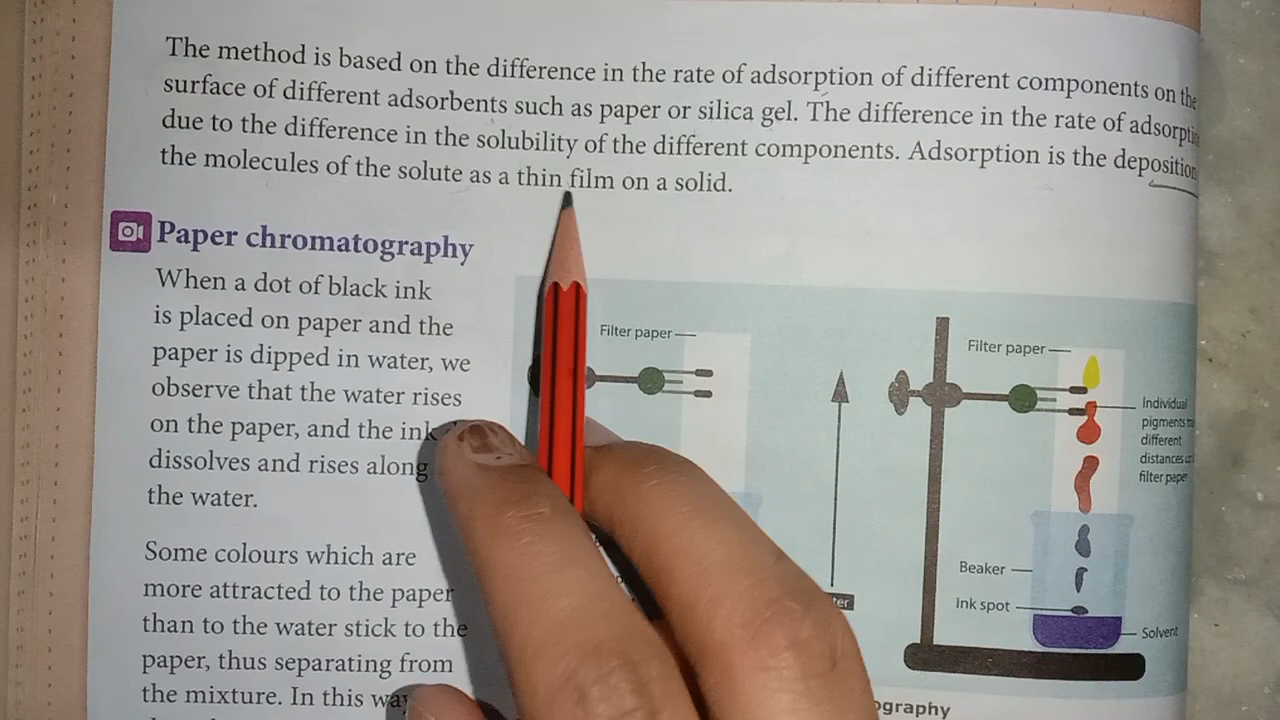 The method is based on the difference in the rate of adsorption of different components on the
surface of different adsorbents such as paper or silica gel. The difference in the rate of
due to the difference in the solubility of the different components. Adsorption is the deposition
the molecules of the solute as a thin film on a solid.
Paper chromatography
When a dot of black ink
is placed on paper and the
paper is dipped in water, we
observe that the water rises
on the paper, and the ink
dissolves and rises along
the water.
Some colours which are
more attracted to the paper
than to the water stick to the
paper, thus separating from
the mixture. In this way
Filter paper
Filter paper
Individual
pigments
different
distances
filter paper
Beaker
Ink spot
Solvent